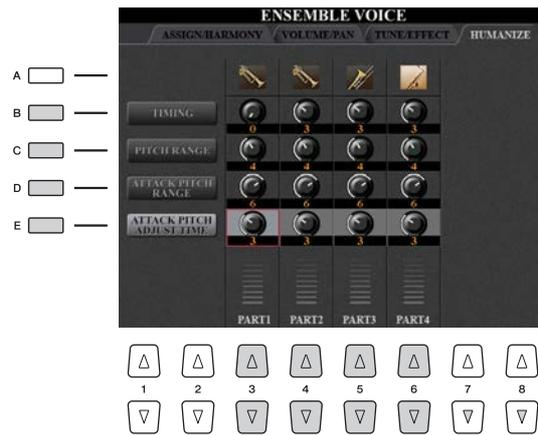 ENSEMBLE VOICE
ASSIGN/HARMONY VOLUME/PAN TUNE/EFFECT HUMANIZE
A
B
TIMING
0 3 3 3
C
PITCH RANGE
4 4 4 4
D
ATTACK PITCH
RANGE
6 6 6 6
E
ATTACK PITCH
ADJUST TIME
3 3 3 3
PART1 PART2 PART3 PART4
1 2 3 4 5 6 7 8